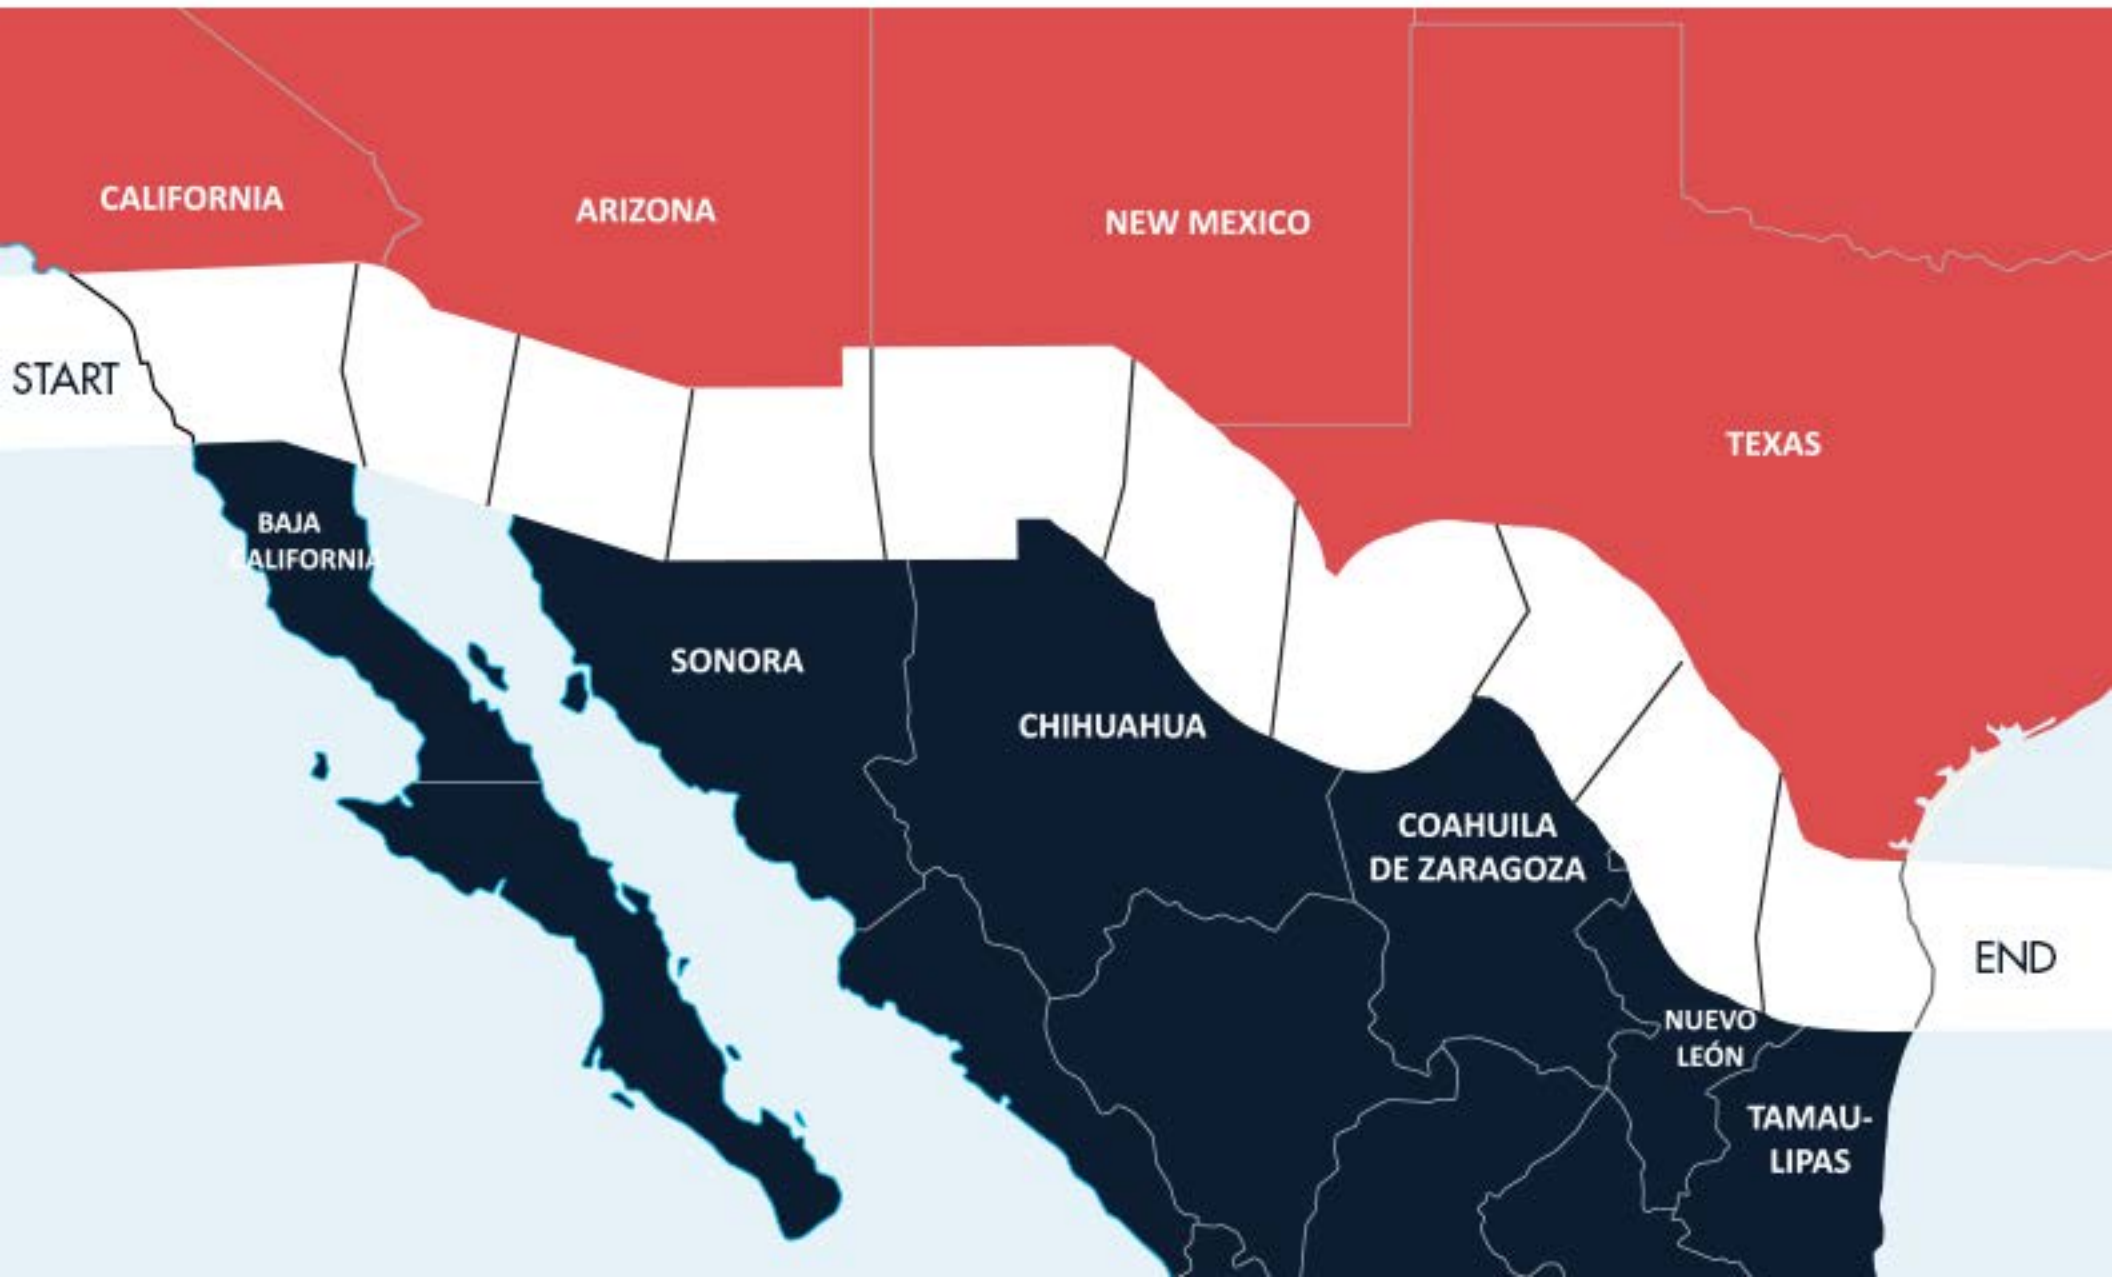 CALIFORNIA
ARIZONA
NEW MEXICO
START
TEXAS
BAJA
CALIFORNIA
SONORA
CHIHUAHUA
COAHUILA
DE ZARAGOZA
END
NUEVO
LEÓN
TAMAU-
LIPAS